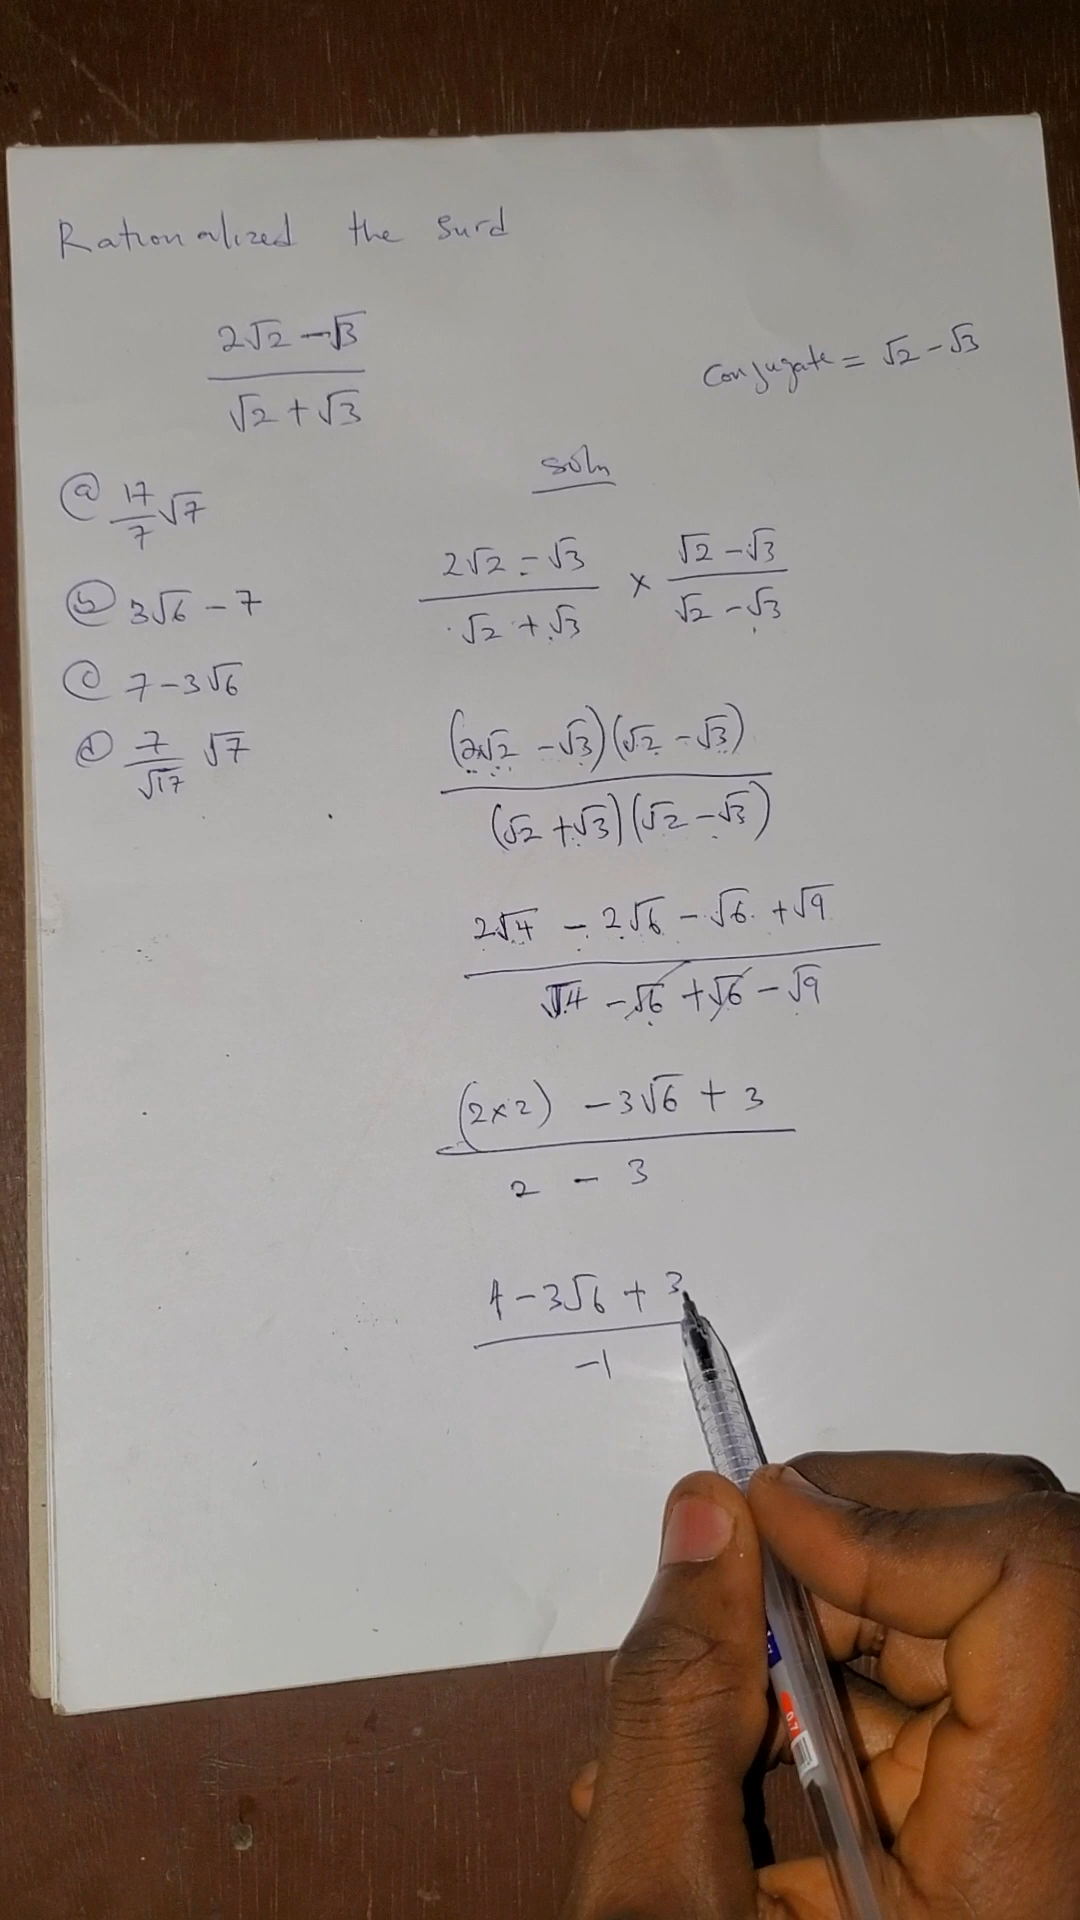 Rationalized the Surd
2√2 − √3
√2 + √3
Conjugate = √2 − √3
ⓐ 17/7 √7
ⓑ 3√6 − 7
ⓒ 7 − 3√6
ⓓ 7/√17 √7
soln
2√2 − √3 × √2 − √3
√2 + √3 √2 − √3
(2√2 − √3)(√2 − √3)
(√2 + √3)(√2 − √3)
2√4 − 2√6 − √6 + √9
√4 − √6 + √6 − √9
(2×2) − 3√6 + 3
2 − 3
4 − 3√6 + 3
−1
0.7